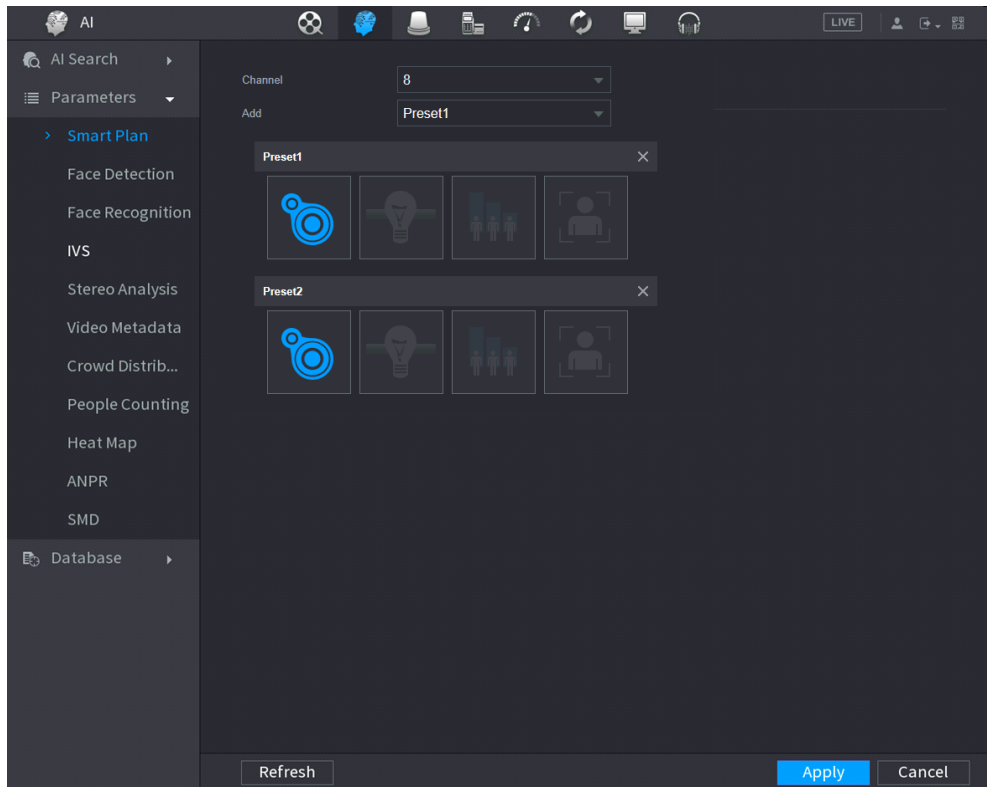 AI
LIVE
AI Search
Parameters
Smart Plan
Face Detection
Face Recognition
IVS
Stereo Analysis
Video Metadata
Crowd Distrib...
People Counting
Heat Map
ANPR
SMD
Database
Channel 8
Add Preset1
Preset1
Preset2
Refresh Apply Cancel